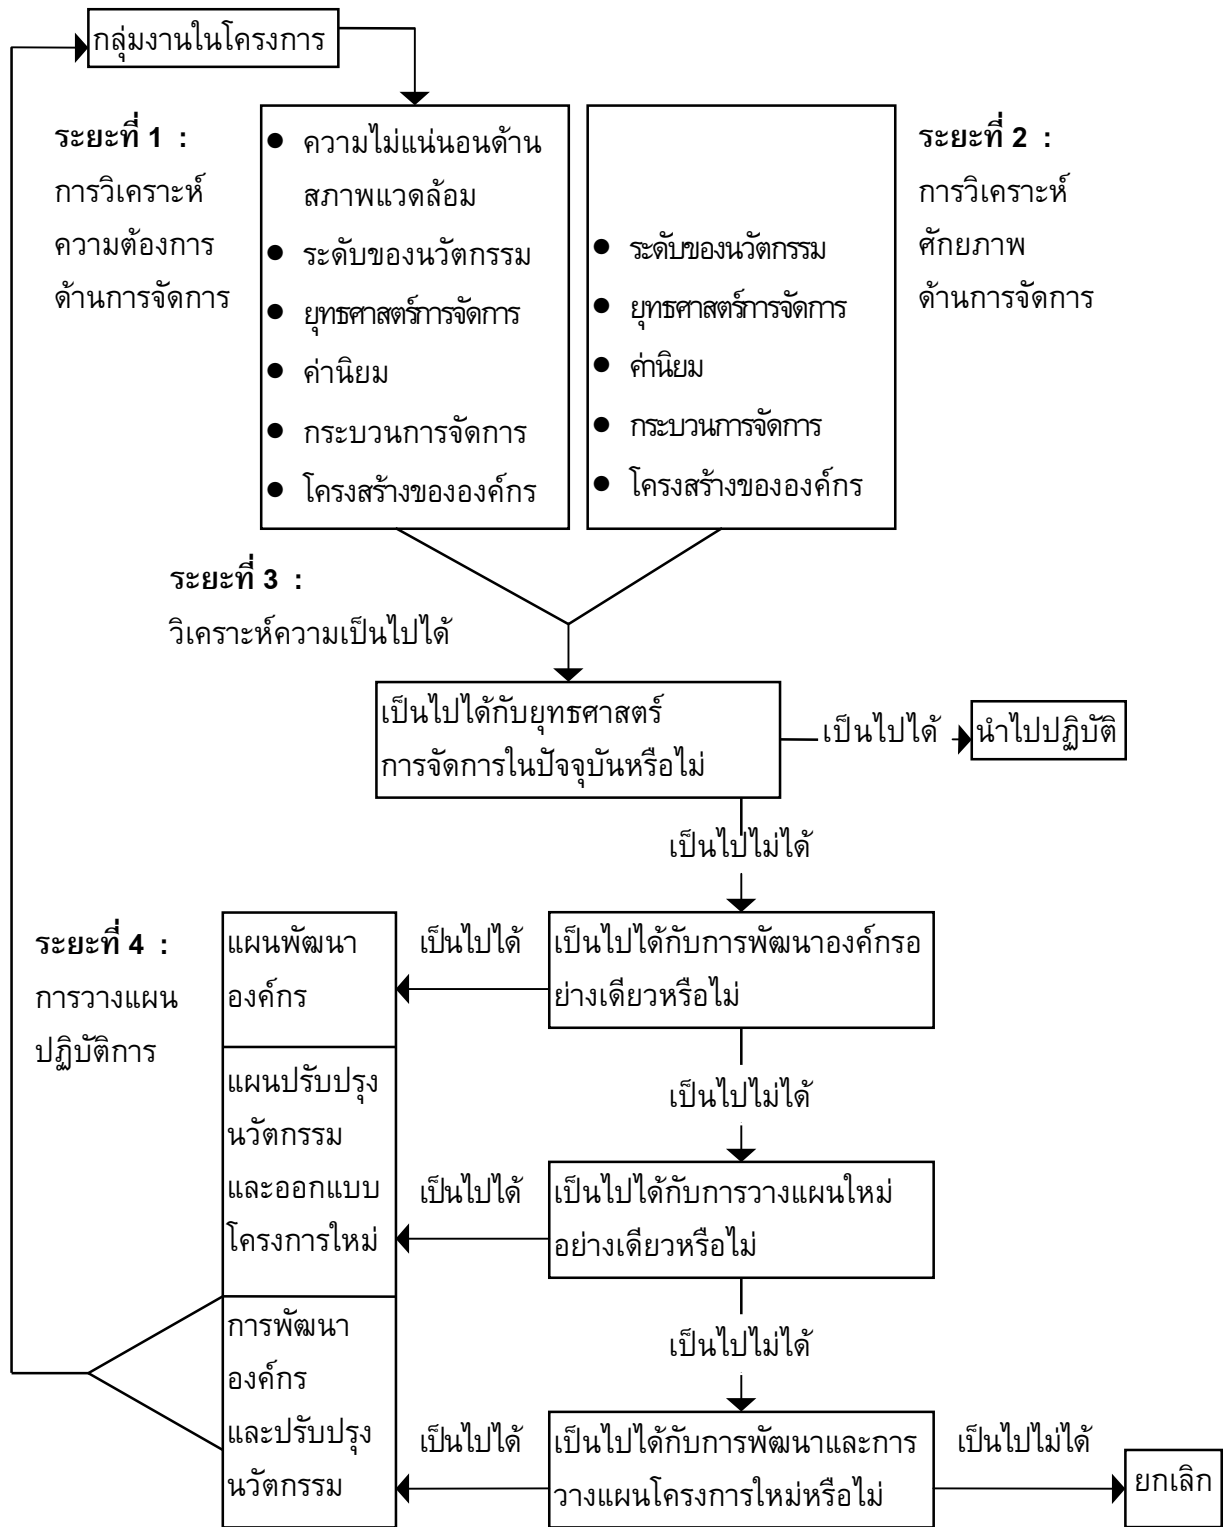 กลุ่มงานในโครงการ
ระยะที่ 1 :
การวิเคราะห์
ความต้องการ
ด้านการจัดการ
● ความไม่แน่นอนด้าน
สภาพแวดล้อม
● ระดับของนวัตกรรม
● ยุทธศาสตร์การจัดการ
● ค่านิยม
● กระบวนการจัดการ
● โครงสร้างขององค์กร
● ระดับของนวัตกรรม
● ยุทธศาสตร์การจัดการ
● ค่านิยม
● กระบวนการจัดการ
● โครงสร้างขององค์กร
ระยะที่ 2 :
การวิเคราะห์
ศักยภาพ
ด้านการจัดการ
ระยะที่ 3 :
วิเคราะห์ความเป็นไปได้
เป็นไปได้กับยุทธศาสตร์
การจัดการในปัจจุบันหรือไม่
เป็นไปได้
นำไปปฏิบัติ
เป็นไปไม่ได้
ระยะที่ 4 :
การวางแผน
ปฏิบัติการ
แผนพัฒนา
องค์กร
เป็นไปได้
เป็นไปได้กับการพัฒนาองค์กรอ
ย่างเดียวหรือไม่
เป็นไปไม่ได้
แผนปรับปรุง
นวัตกรรม
และออกแบบ
โครงการใหม่
เป็นไปได้
เป็นไปได้กับการวางแผนใหม่
อย่างเดียวหรือไม่
เป็นไปไม่ได้
การพัฒนา
องค์กร
และปรับปรุง
นวัตกรรม
เป็นไปได้
เป็นไปได้กับการพัฒนาและการ
วางแผนโครงการใหม่หรือไม่
เป็นไปไม่ได้
ยกเลิก